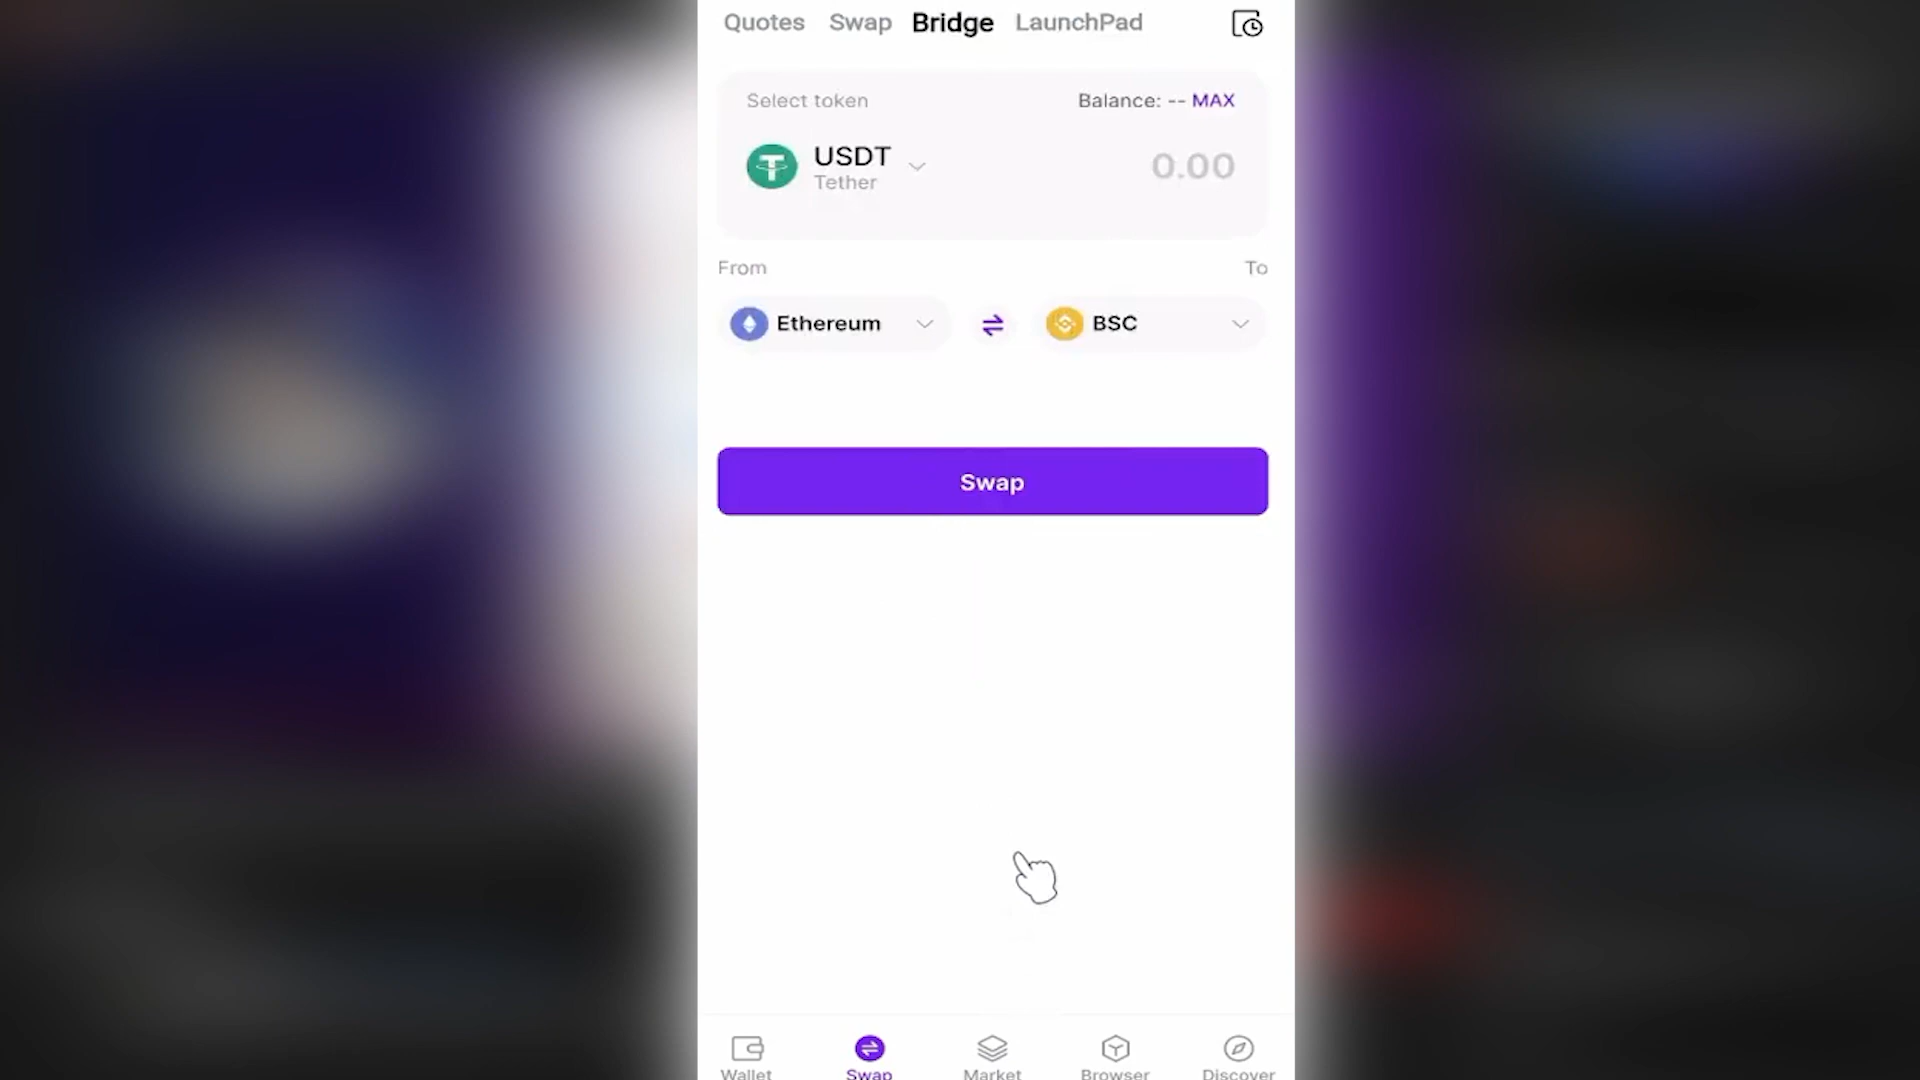 Quotes Swap Bridge LaunchPad
Select token Balance: -- MAX
USDT 0.00
Tether
From To
Ethereum BSC
Swap
Wallet Swap Market Browser Discover